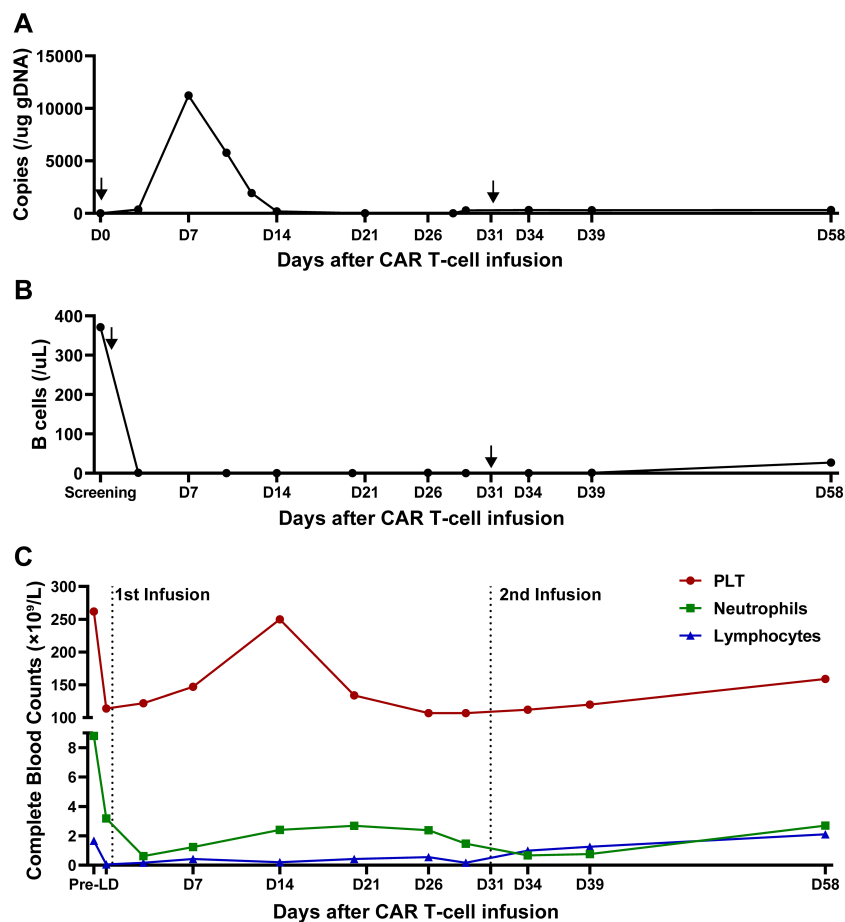 A
Copies (/ug gDNA)
15000
10000
5000
0
D0 D7 D14 D21 D26 D31 D34 D39 D58
Days after CAR T-cell infusion
B
B cells (/uL)
400
300
200
100
0
Screening D7 D14 D21 D26 D31 D34 D39 D58
Days after CAR T-cell infusion
C
Complete Blood Counts (×10⁹/L)
300
250
200
150
100
8
6
4
2
0
1st Infusion
2nd Infusion
PLT
Neutrophils
Lymphocytes
Pre-LD D7 D14 D21 D26 D31 D34 D39 D58
Days after CAR T-cell infusion